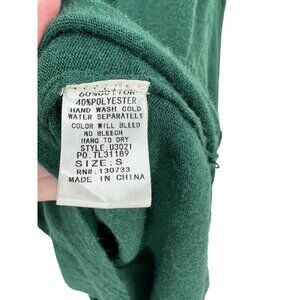 60%COTTON
40%POLYESTER
HAND WASH COLD
WATER SEPARATELY
COLOR WILL BLEED
NO BLEECH
HANG TO DRY
STYLE:U3021
PO:TL31189
SIZE:S
RN#:130733
MADE IN CHINA